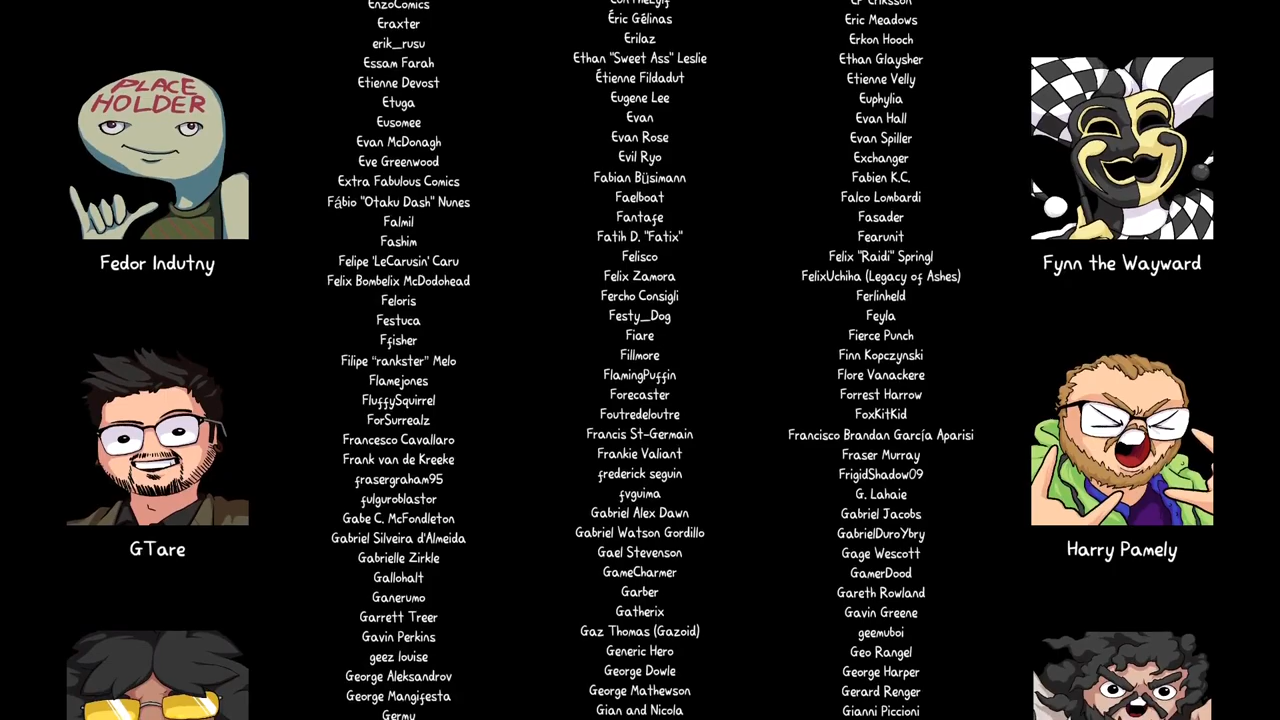 EnzoComics
Eraxter
erik_rusu
Essam Farah
Etienne Devost
Etuga
Eusomee
Evan McDonagh
Eve Greenwood
Extra Fabulous Comics
Fábio "Otaku Dash" Nunes
Falmil
Fashim
Felipe 'LeCarusin' Caru
Felix Bombelix McDodohead
Feloris
Festuca
Ffisher
Filipe “rankster” Melo
Flamejones
FluffySquirrel
ForSurrealz
Francesco Cavallaro
Frank van de Kreeke
frasergraham95
fulguroblastor
Gabe C. McFondleton
Gabriel Silveira d'Almeida
Gabrielle Zirkle
Gallohalt
Ganerumo
Garrett Treer
Gavin Perkins
geez louise
George Aleksandrov
George Mangifesta
Germy
Éric Gélinas
Erilaz
Ethan "Sweet Ass" Leslie
Étienne Fildadut
Eugene Lee
Evan
Evan Rose
Evil Ryo
Fabian Büsimann
Faelboat
Fantafe
Fatih D. "Fatix"
Felisco
Felix Zamora
Fercho Consigli
Festy_Dog
Fiare
Fillmore
FlamingPuffin
Forecaster
Foutredeloutre
Francis St-Germain
Frankie Valiant
frederick seguin
fvguima
Gabriel Alex Dawn
Gabriel Watson Gordillo
Gael Stevenson
GameCharmer
Garber
Gatherix
Gaz Thomas (Gazoid)
Generic Hero
George Dowle
George Mathewson
Gian and Nicola
Eric Meadows
Erkon Hooch
Ethan Glaysher
Etienne Velly
Euphylia
Evan Hall
Evan Spiller
Exchanger
Fabien K.C.
Falco Lombardi
Fasader
Fearunit
Felix "Raidi" Springl
FelixUchiha (Legacy of Ashes)
Ferlinheld
Feyla
Fierce Punch
Finn Kopczynski
Flore Vanackere
Forrest Harrow
FoxKitKid
Francisco Brandan García Aparisi
Fraser Murray
FrigidShadow09
G. Lahaie
Gabriel Jacobs
GabrielDuroYbry
Gage Wescott
GamerDood
Gareth Rowland
Gavin Greene
geemuboi
Geo Rangel
George Harper
Gerard Renger
Gianni Piccioni
PLACE
HOLDER
Fedor Indutny
GTare
Fynn the Wayward
Harry Pamely